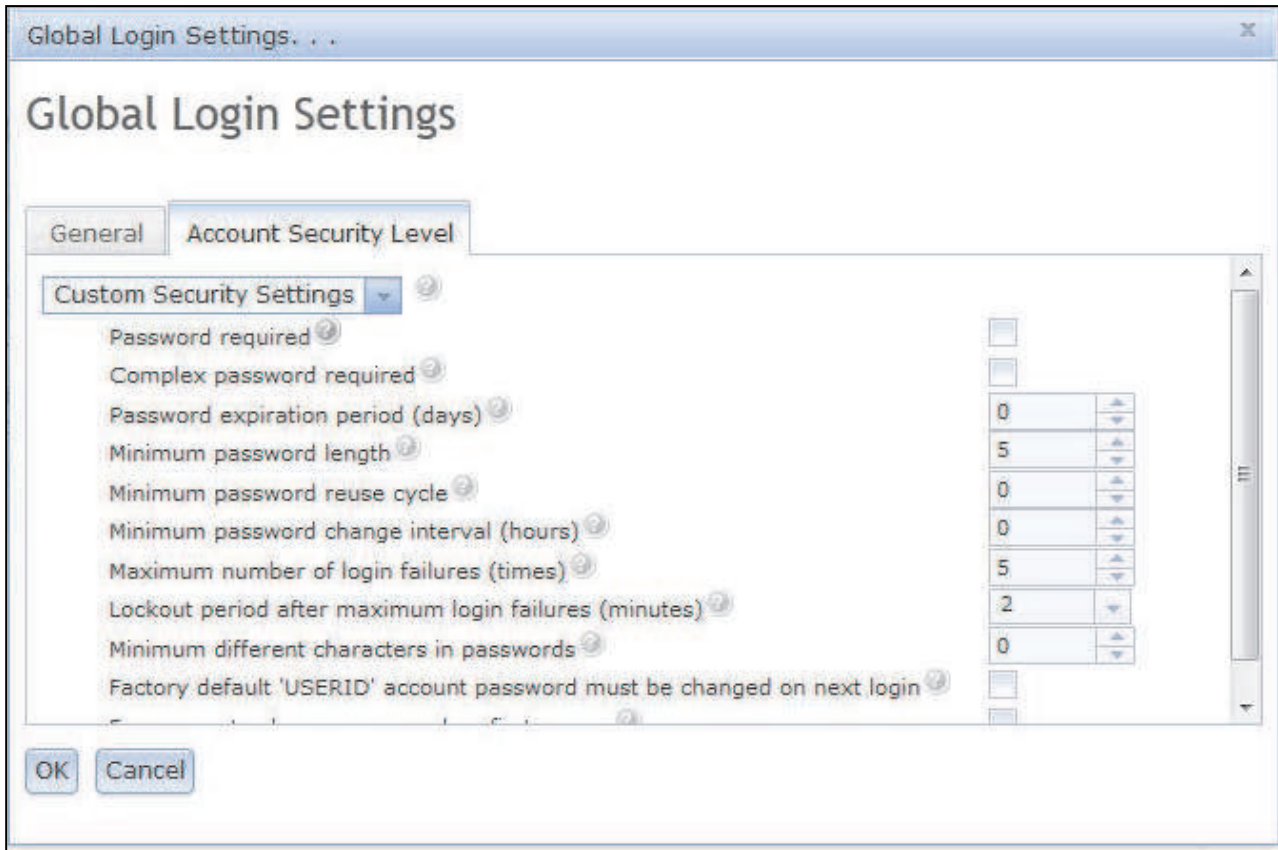 Global Login Settings. . .
Global Login Settings
General
Account Security Level
Custom Security Settings
Password required
Complex password required
Password expiration period (days)
0
Minimum password length
5
Minimum password reuse cycle
0
Minimum password change interval (hours)
0
Maximum number of login failures (times)
5
Lockout period after maximum login failures (minutes)
2
Minimum different characters in passwords
0
Factory default 'USERID' account password must be changed on next login
OK
Cancel